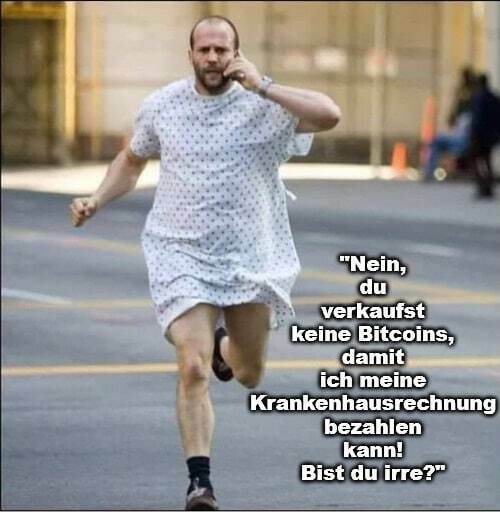 "Nein,
du
verkaufst
keine Bitcoins,
damit
ich meine
Krankenhausrechnung
bezahlen
kann!
Bist du irre?"